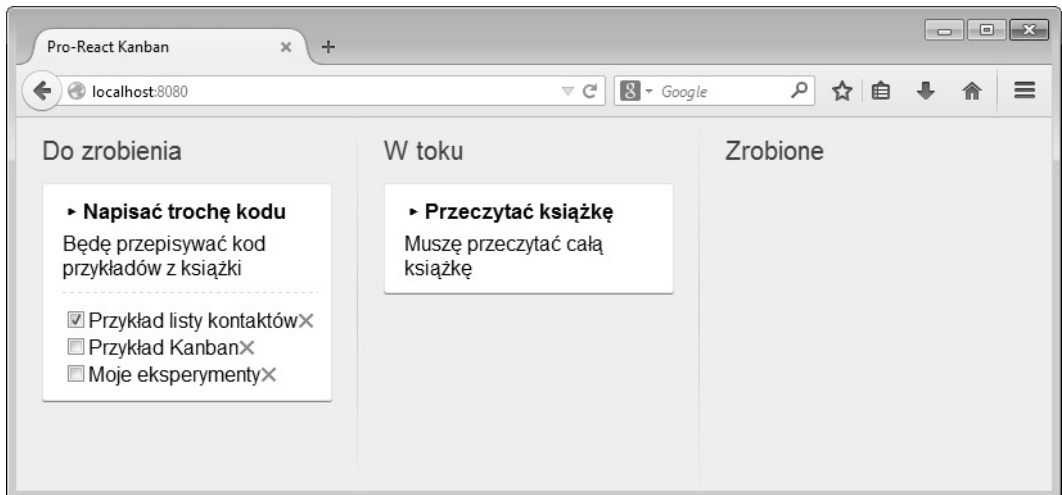 Pro-React Kanban
localhost:8080
Google
Do zrobienia
W toku
Zrobione
Napisać trochę kodu
Będę przepisywać kod
przykładów z książki
Przykład listy kontaktów
Przykład Kanban
Moje eksperymenty
Przeczytać książkę
Muszę przeczytać całą
książkę